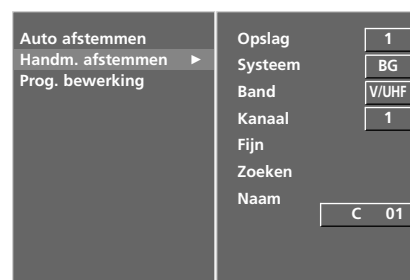 Auto afstemmen
Handm. afstemmen ►
Prog. bewerking
Opslag 1
Systeem BG
Band V/UHF
Kanaal 1
Fijn
Zoeken
Naam
C 01